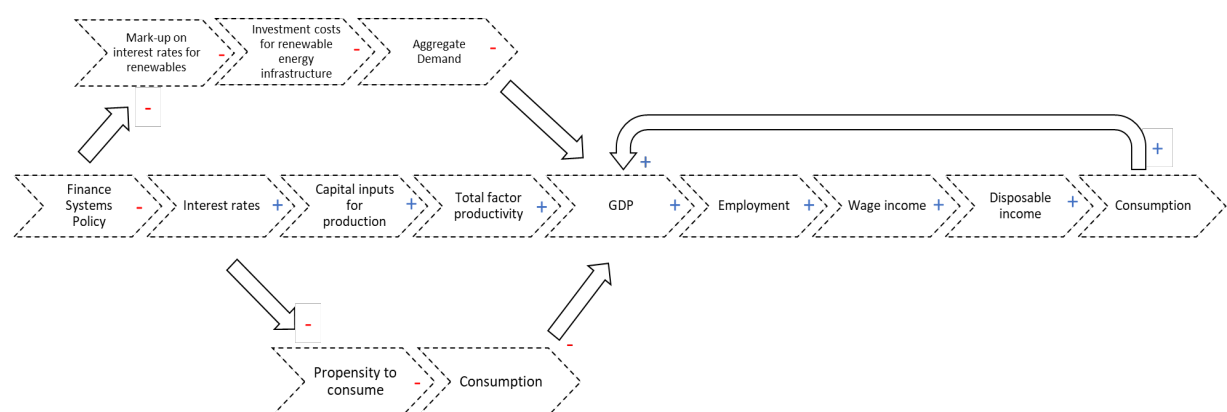 Mark-up on
interest rates for
renewables
-
Investment costs
for renewable
energy
infrastructure
-
Aggregate
Demand
-
-
+
+
Finance
Systems
Policy
-
Interest rates
+
Capital inputs
for
production
+
Total factor
productivity
+
GDP
+
Employment
+
Wage income
+
Disposable
income
+
Consumption
-
Propensity to
consume
-
Consumption
-